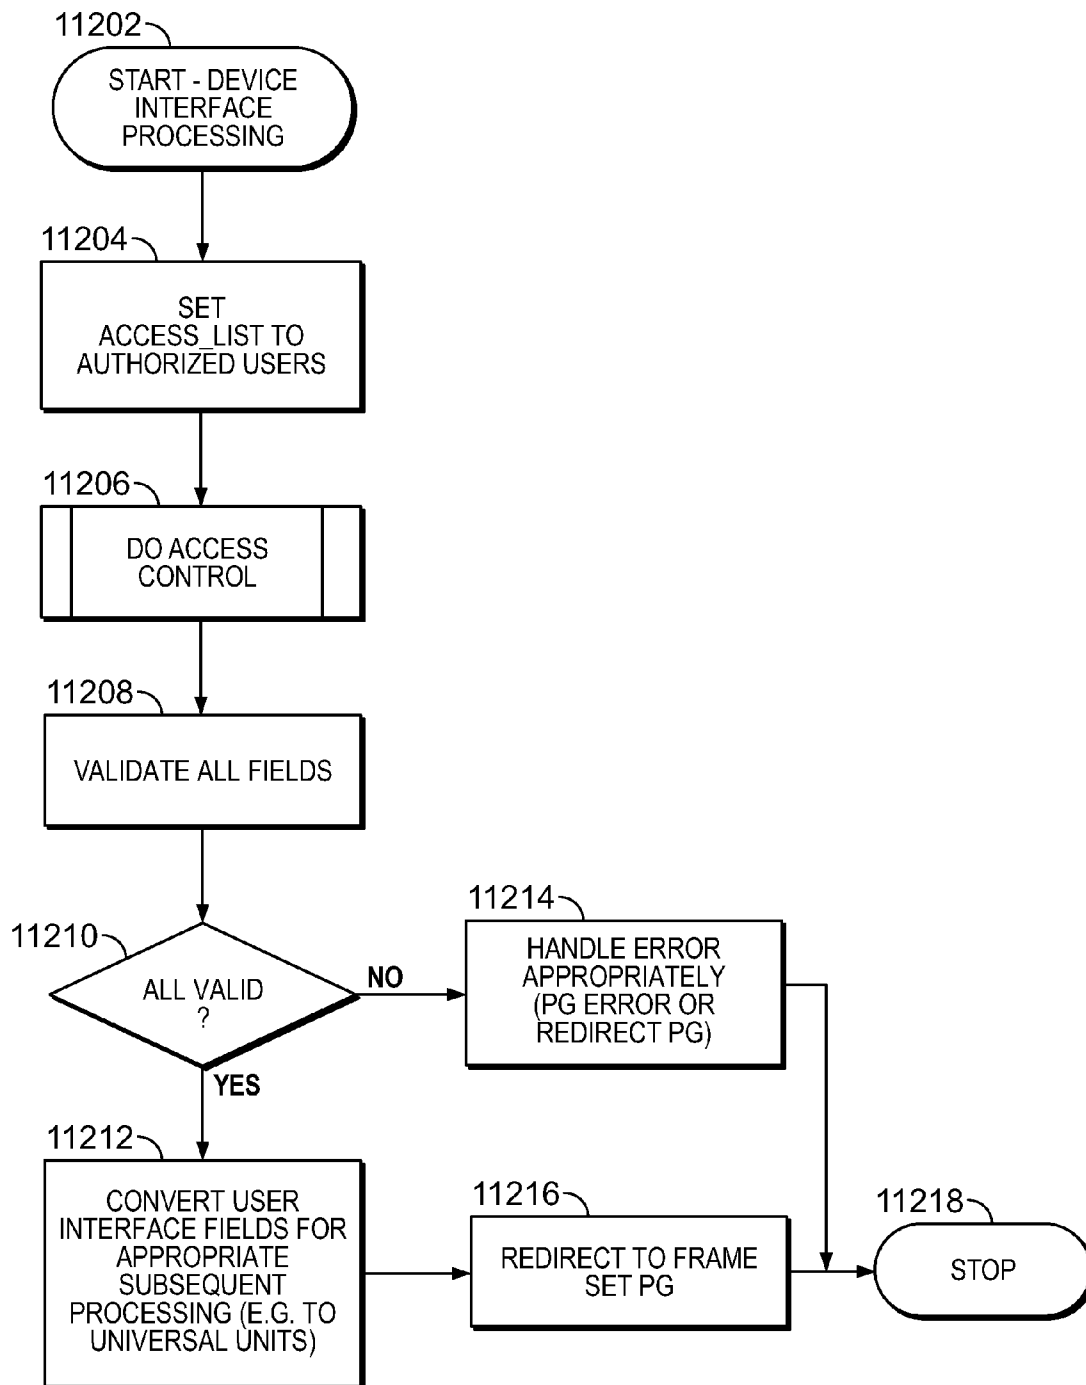 11202
START - DEVICE
INTERFACE
PROCESSING
11204
SET
ACCESS_LIST TO
AUTHORIZED USERS
11206
DO ACCESS
CONTROL
11208
VALIDATE ALL FIELDS
11210
ALL VALID
?
NO
YES
11214
HANDLE ERROR
APPROPRIATELY
(PG ERROR OR
REDIRECT PG)
11212
CONVERT USER
INTERFACE FIELDS FOR
APPROPRIATE
SUBSEQUENT
PROCESSING (E.G. TO
UNIVERSAL UNITS)
11216
REDIRECT TO FRAME
SET PG
11218
STOP